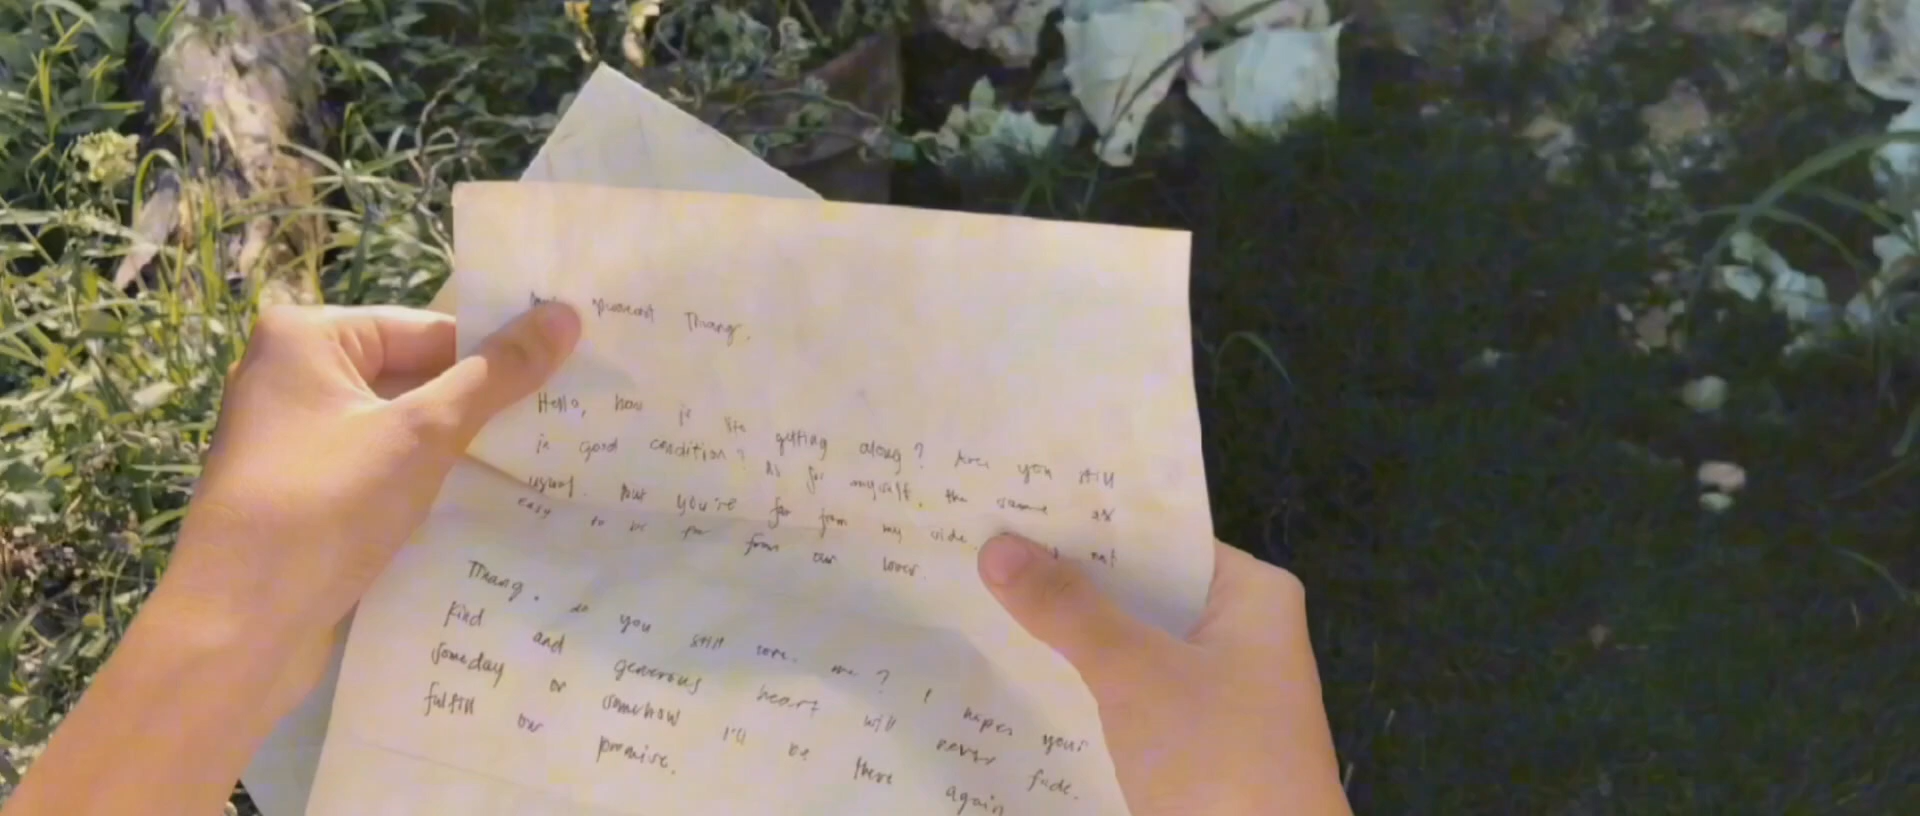 Thang,
Hello, how is life getting along? Are you still
in good condition? As for myself, the same as
usual. But you're far from my side. not
easy to be far from our lover.
Thang, do you still love me? I hopes your
kind and generous heart will never fade.
Someday or somehow I'll be there again
fulfill our promise.